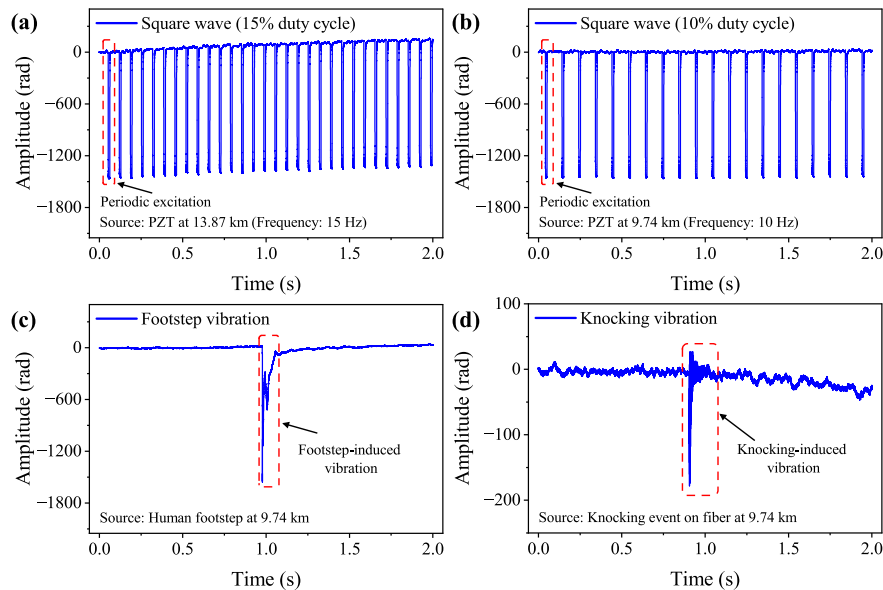 (a)
Square wave (15% duty cycle)
0
−600
−1200
−1800
Amplitude (rad)
Periodic excitation
Source: PZT at 13.87 km (Frequency: 15 Hz)
0.0 0.5 1.0 1.5 2.0
Time (s)
(b)
Square wave (10% duty cycle)
0
−600
−1200
−1800
Amplitude (rad)
Periodic excitation
Source: PZT at 9.74 km (Frequency: 10 Hz)
0.0 0.5 1.0 1.5 2.0
Time (s)
(c)
Footstep vibration
0
−600
−1200
−1800
Amplitude (rad)
Footstep-induced
vibration
Source: Human footstep at 9.74 km
0.0 0.5 1.0 1.5 2.0
Time (s)
(d)
Knocking vibration
100
0
−100
−200
Amplitude (rad)
Knocking-induced
vibration
Source: Knocking event on fiber at 9.74 km
0.0 0.5 1.0 1.5 2.0
Time (s)